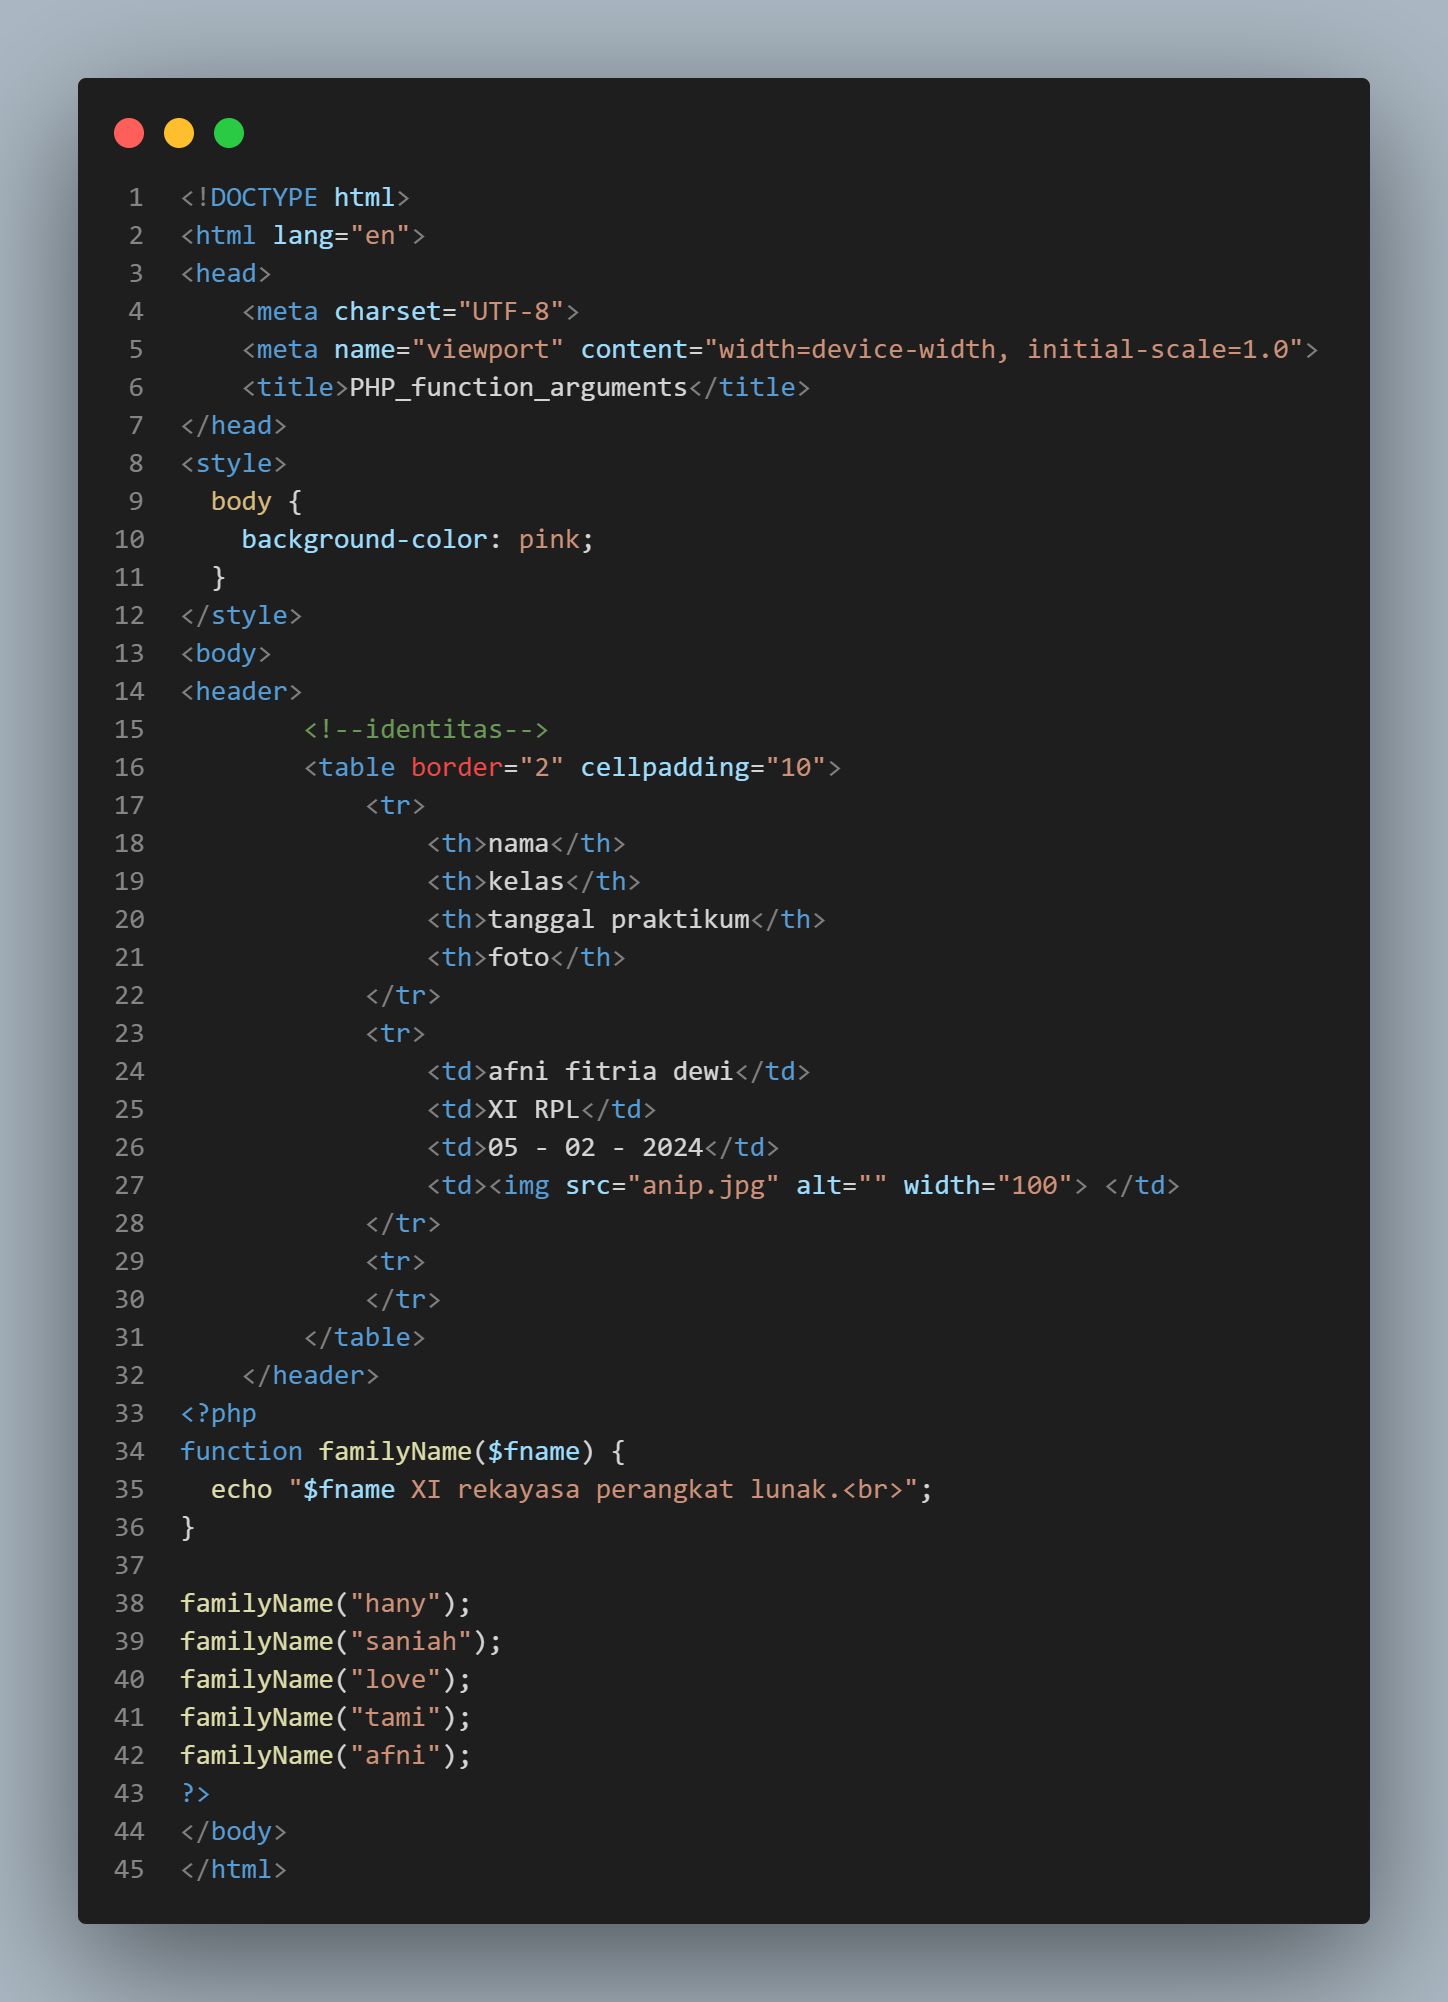 1 <!DOCTYPE html>
2 <html lang="en">
3 <head>
4     <meta charset="UTF-8">
5     <meta name="viewport" content="width=device-width, initial-scale=1.0">
6     <title>PHP_function_arguments</title>
7 </head>
8 <style>
9   body {
10     background-color: pink;
11   }
12 </style>
13 <body>
14 <header>
15         <!--identitas-->
16         <table border="2" cellpadding="10">
17             <tr>
18                 <th>nama</th>
19                 <th>kelas</th>
20                 <th>tanggal praktikum</th>
21                 <th>foto</th>
22             </tr>
23             <tr>
24                 <td>afni fitria dewi</td>
25                 <td>XI RPL</td>
26                 <td>05 - 02 - 2024</td>
27                 <td><img src="anip.jpg" alt="" width="100"> </td>
28             </tr>
29             <tr>
30             </tr>
31         </table>
32     </header>
33 <?php
34 function familyName($fname) {
35   echo "$fname XI rekayasa perangkat lunak.<br>";
36 }
37
38 familyName("hany");
39 familyName("saniah");
40 familyName("love");
41 familyName("tami");
42 familyName("afni");
43 ?>
44 </body>
45 </html>